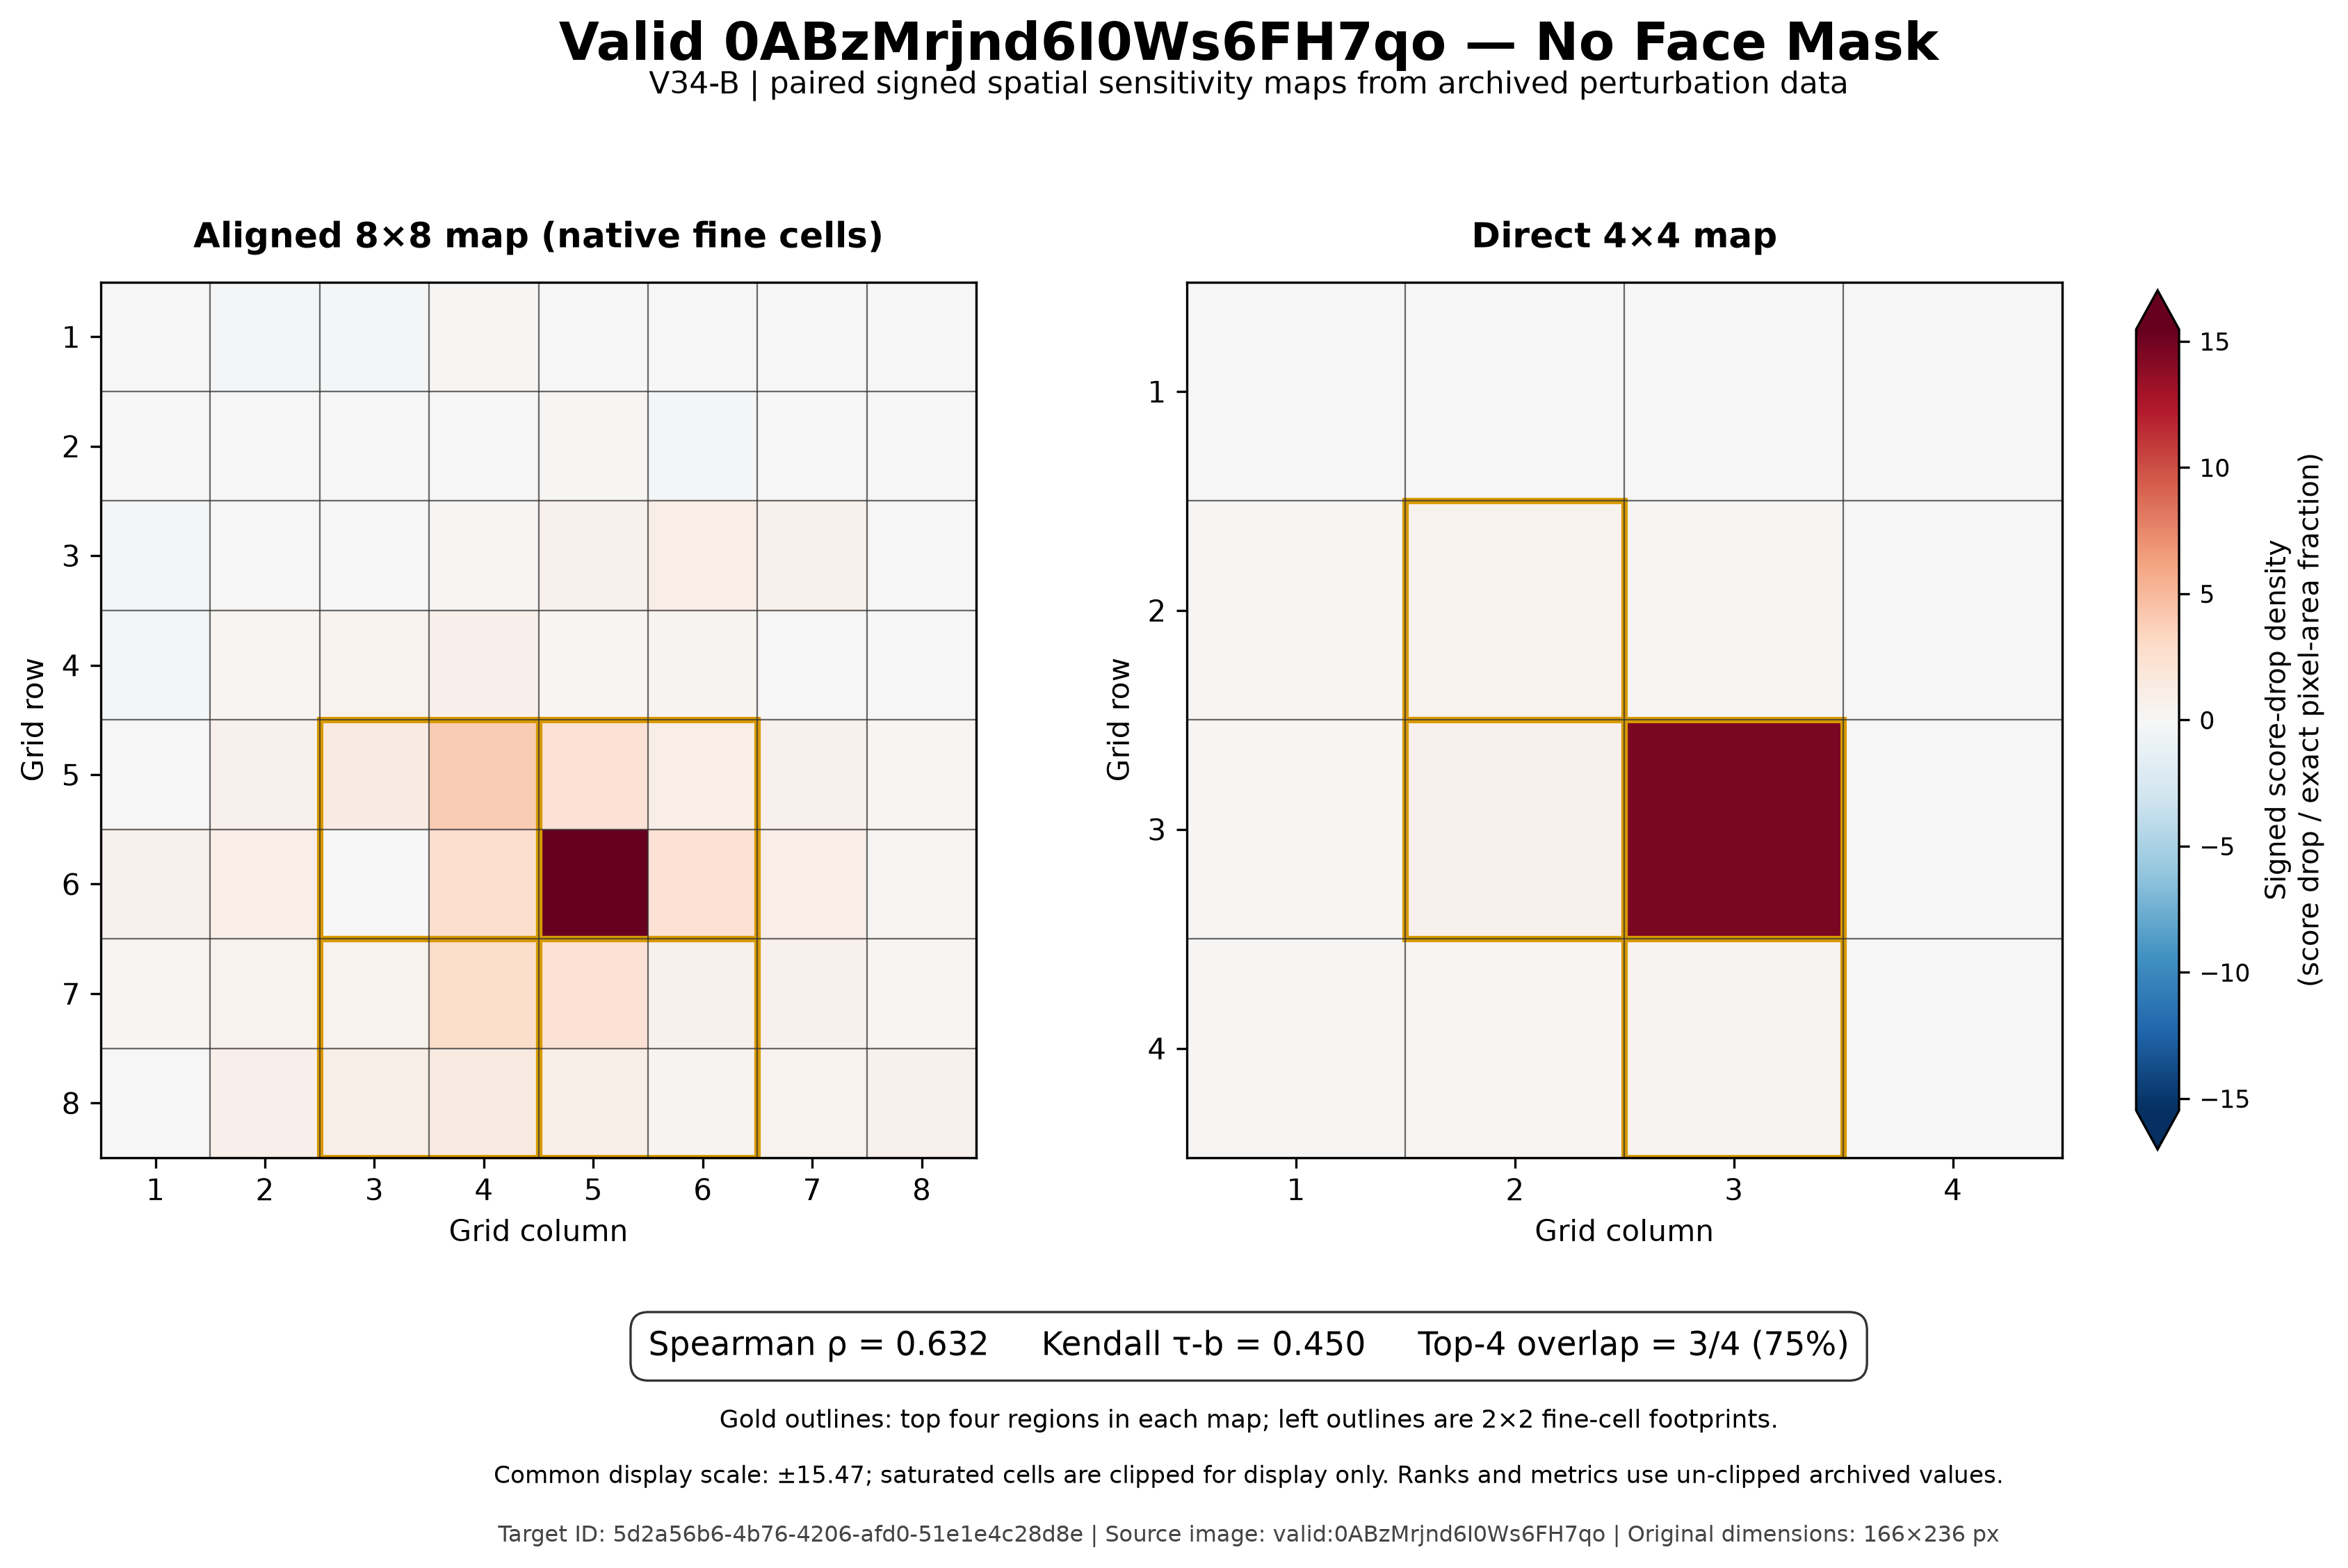 Valid 0ABzMrjnd6I0Ws6FH7qo — No Face Mask
V34-B | paired signed spatial sensitivity maps from archived perturbation data
Aligned 8×8 map (native fine cells)
Grid row
1
2
3
4
5
6
7
8
1 2 3 4 5 6 7 8
Grid column
Direct 4×4 map
Grid row
1
2
3
4
1 2 3 4
Grid column
15
10
5
0
−5
−10
−15
Signed score-drop density
(score drop / exact pixel-area fraction)
Spearman ρ = 0.632 Kendall τ-b = 0.450 Top-4 overlap = 3/4 (75%)
Gold outlines: top four regions in each map; left outlines are 2×2 fine-cell footprints.
Common display scale: ±15.47; saturated cells are clipped for display only. Ranks and metrics use un-clipped archived values.
Target ID: 5d2a56b6-4b76-4206-afd0-51e1e4c28d8e | Source image: valid:0ABzMrjnd6I0Ws6FH7qo | Original dimensions: 166×236 px